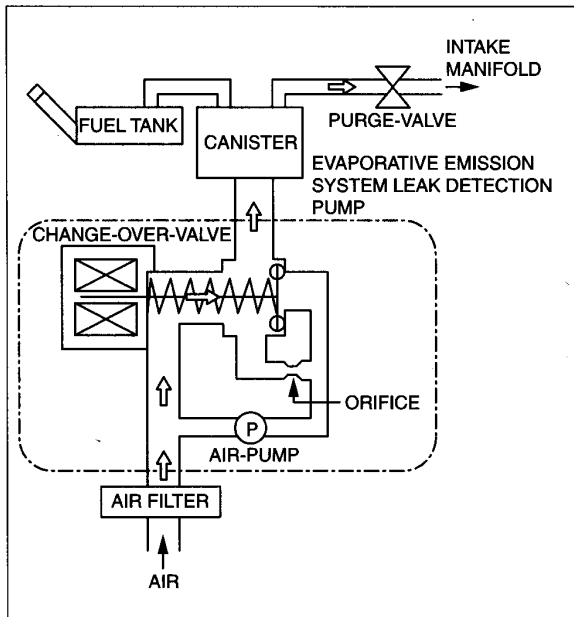 INTAKE
MANIFOLD
FUEL TANK
CANISTER
PURGE-VALVE
EVAPORATIVE EMISSION
SYSTEM LEAK DETECTION
PUMP
CHANGE-OVER-VALVE
ORIFICE
P
AIR-PUMP
AIR FILTER
AIR